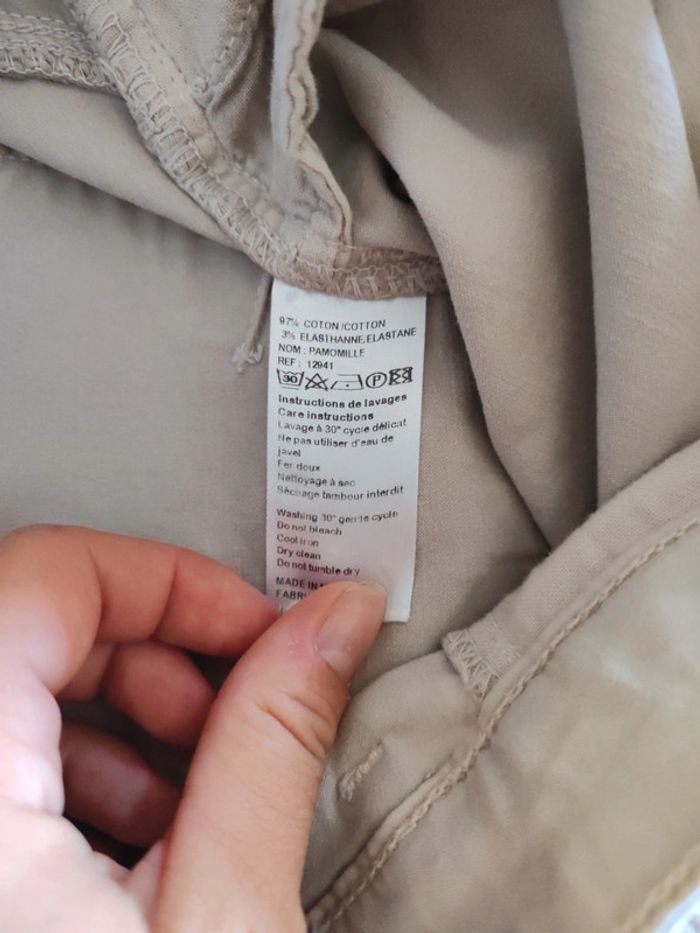 97% COTON/COTTON
3% ELASTHANNE,ELASTANE
NOM : PAMOMILLE
REF : 12941
30 P
Instructions de lavages
Care instructions
Lavage à 30° cycle délicat
Ne pas utiliser d'eau de
javel
Fer doux
Nettoyage à sec
Séchage tambour interdit
Washing 30° gentle cycle
Do not bleach
Cool iron
Dry clean
Do not tumble dry
MADE IN